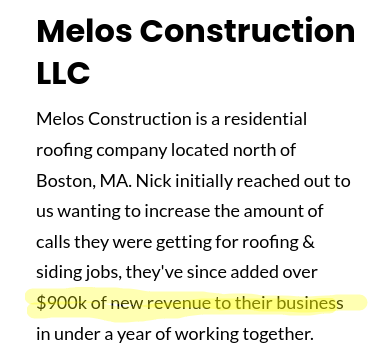 Melos Construction
LLC
Melos Construction is a residential
roofing company located north of
Boston, MA. Nick initially reached out to
us wanting to increase the amount of
calls they were getting for roofing &
siding jobs, they've since added over
$900k of new revenue to their business
in under a year of working together.